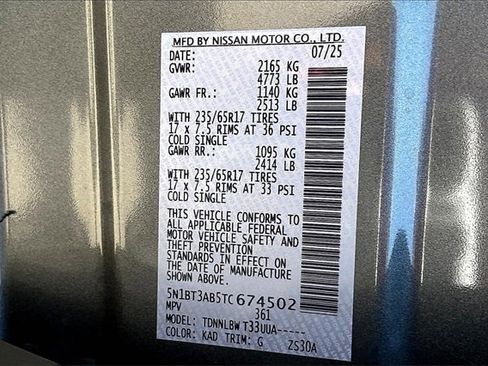 MFD BY NISSAN MOTOR CO., LTD.
DATE: 07/25
GVWR: 2165 KG
4773 LB
GAWR FR.: 1140 KG
2513 LB
WITH 235/65R17 TIRES
17 x 7.5 RIMS AT 36 PSI
COLD SINGLE
GAWR RR.: 1095 KG
2414 LB
WITH 235/65R17 TIRES
17 x 7.5 RIMS AT 33 PSI
COLD SINGLE
THIS VEHICLE CONFORMS TO
ALL APPLICABLE FEDERAL
MOTOR VEHICLE SAFETY AND
THEFT PREVENTION
STANDARDS IN EFFECT ON
THE DATE OF MANUFACTURE
SHOWN ABOVE.
5N1BT3AB5TC674502
MPV 361
MODEL: TDNNLBW T33UUA-----
COLOR: KAD TRIM: G ZS30A